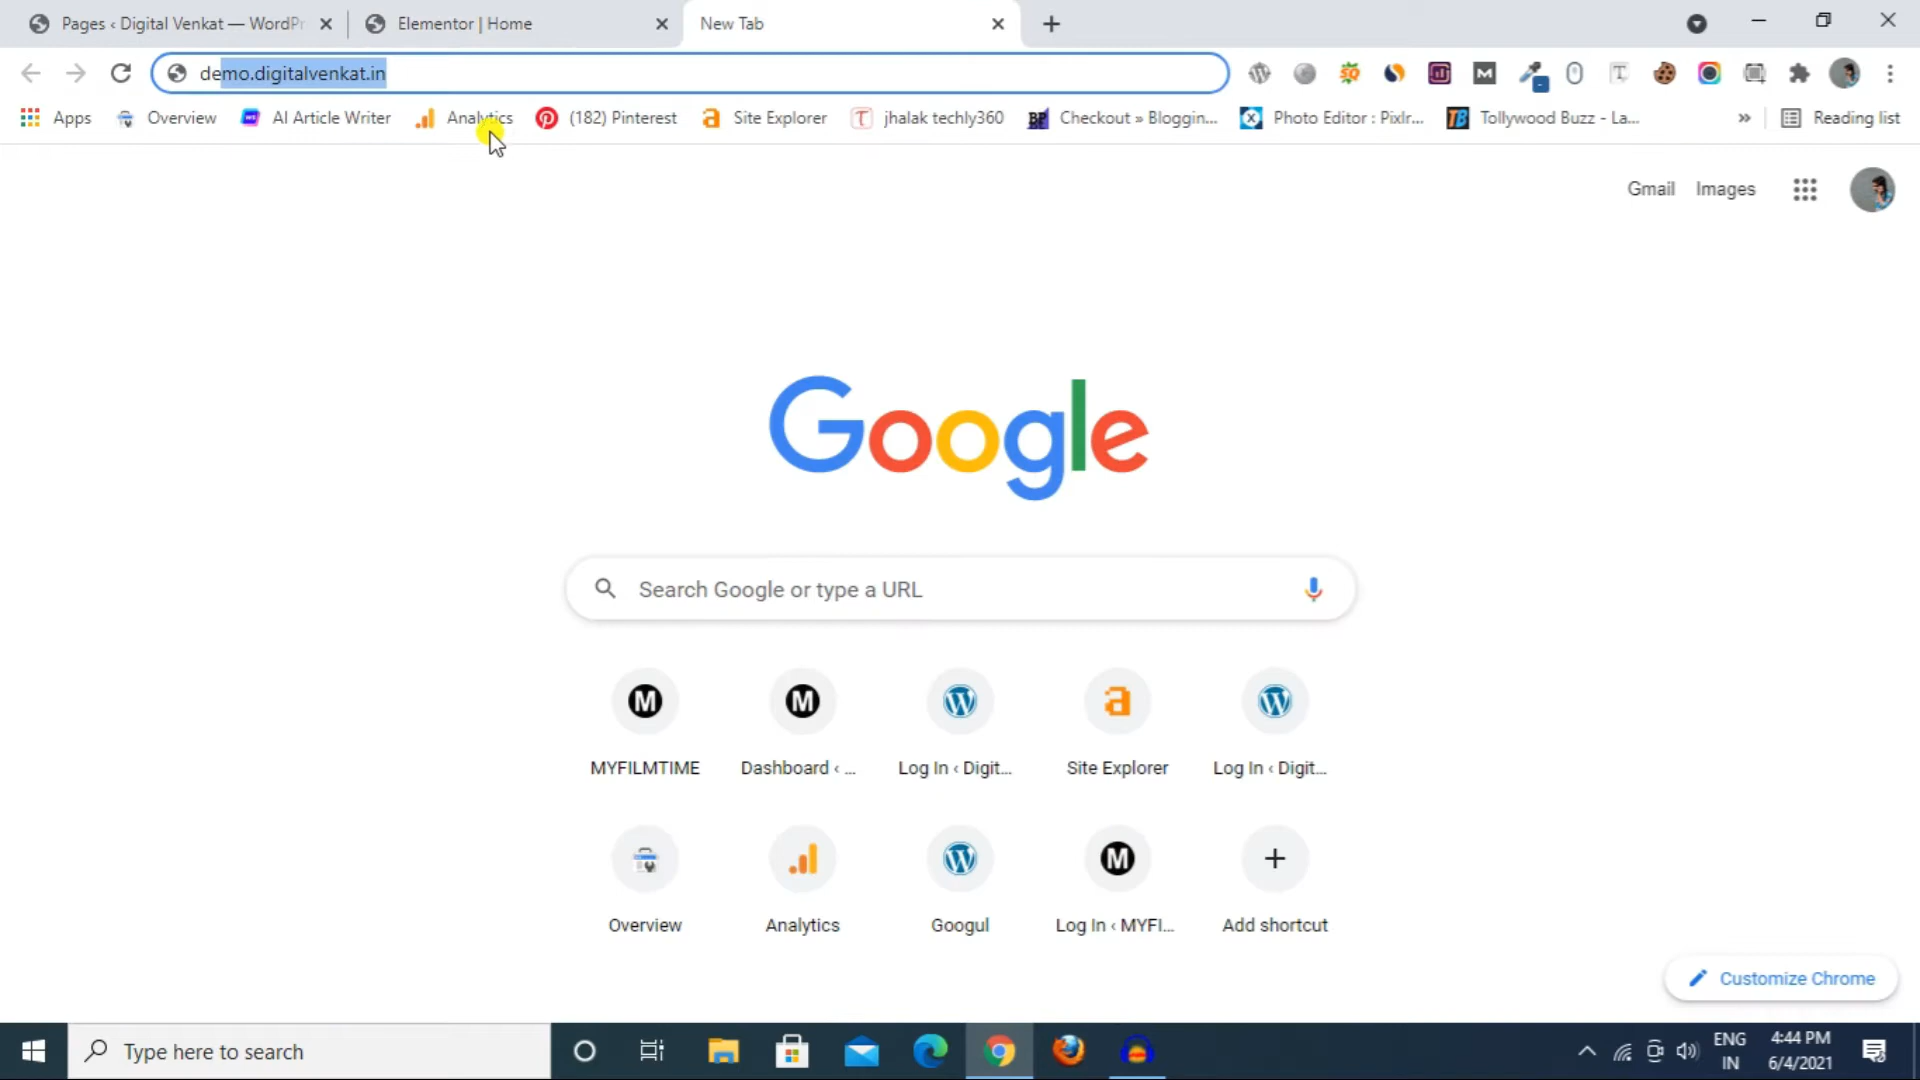 Pages ‹ Digital Venkat — WordPr
Elementor | Home
New Tab
demo.digitalvenkat.in
Apps
Overview
AI Article Writer
Analytics
(182) Pinterest
Site Explorer
jhalak techly360
Checkout » Bloggin...
Photo Editor : Pixlr...
Tollywood Buzz - La...
»
Reading list
Gmail
Images
Google
Search Google or type a URL
MYFILMTIME
Dashboard ‹ ...
Log In ‹ Digit...
Site Explorer
Log In ‹ Digit...
Overview
Analytics
Googul
Log In ‹ MYFI...
Add shortcut
Customize Chrome
Type here to search
ENG
IN
4:44 PM
6/4/2021